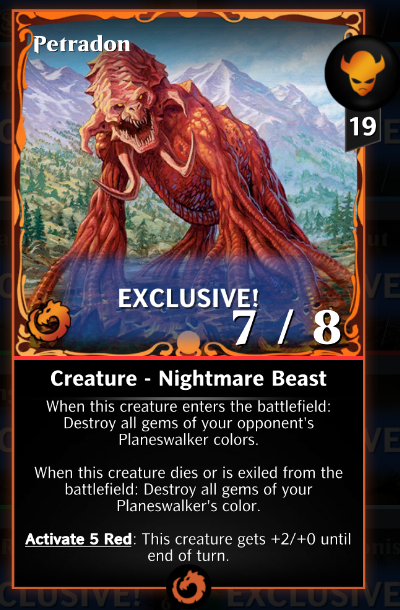 Petradon
19
EXCLUSIVE!
7 / 8
Creature - Nightmare Beast
When this creature enters the battlefield:
Destroy all gems of your opponent's
Planeswalker colors.
When this creature dies or is exiled from the
battlefield: Destroy all gems of your
Planeswalker's color.
Activate 5 Red: This creature gets +2/+0 until
end of turn.